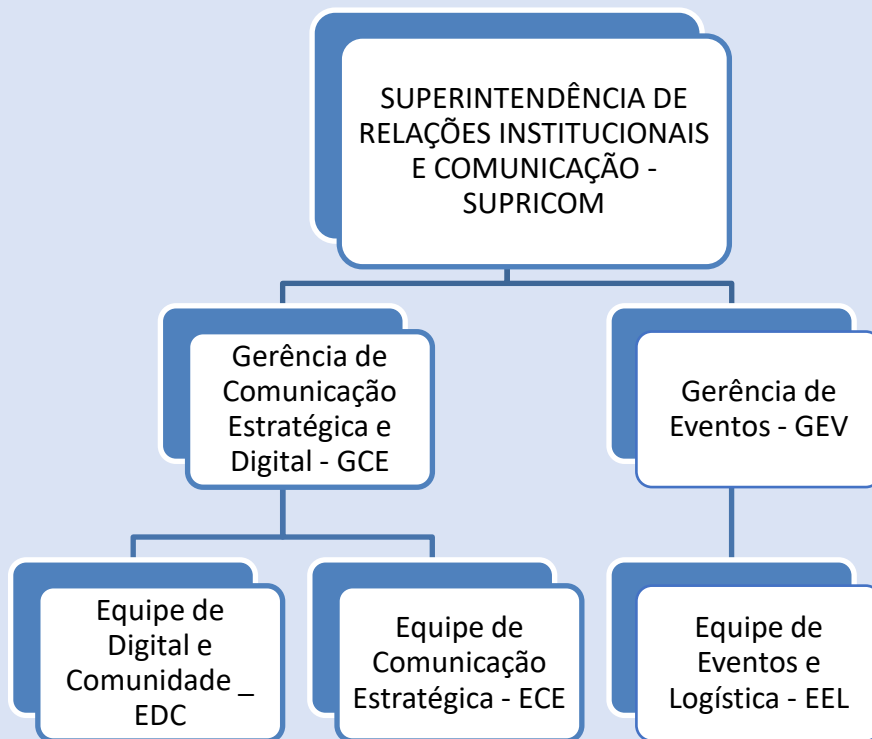 SUPERINTENDÊNCIA DE
RELAÇÕES INSTITUCIONAIS
E COMUNICAÇÃO -
SUPRICOM
Gerência de
Comunicação
Estratégica e
Digital - GCE
Gerência de
Eventos - GEV
Equipe de
Digital e
Comunidade _
EDC
Equipe de
Comunicação
Estratégica - ECE
Equipe de
Eventos e
Logística - EEL